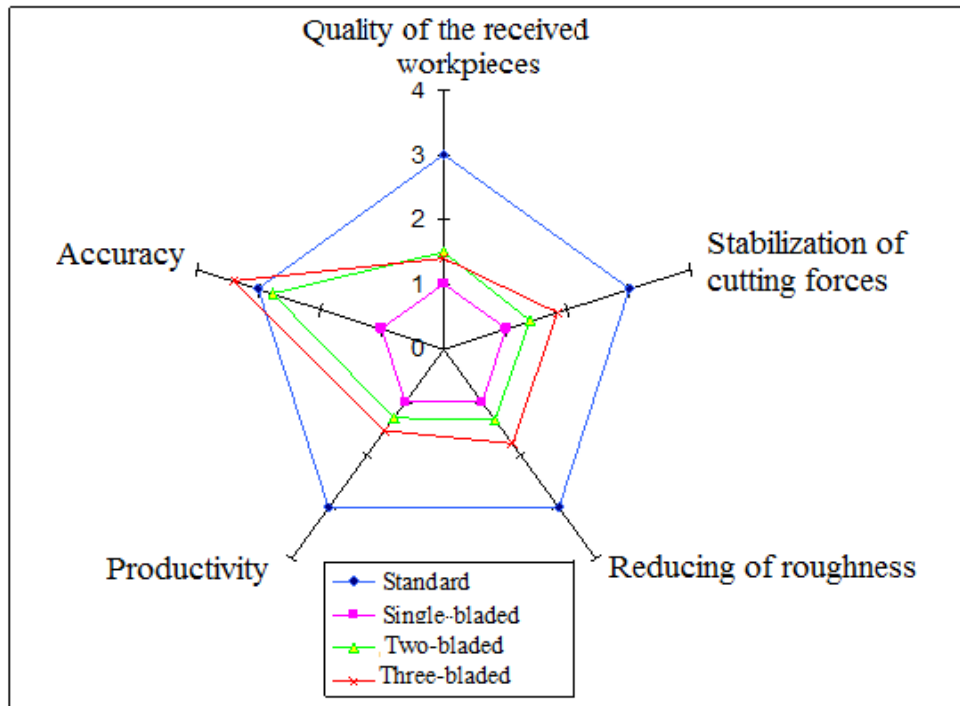 Quality of the received
workpieces
4
3
2
1
0
Accuracy
Stabilization of
cutting forces
Productivity
Reducing of roughness
Standard
Single-bladed
Two-bladed
Three-bladed